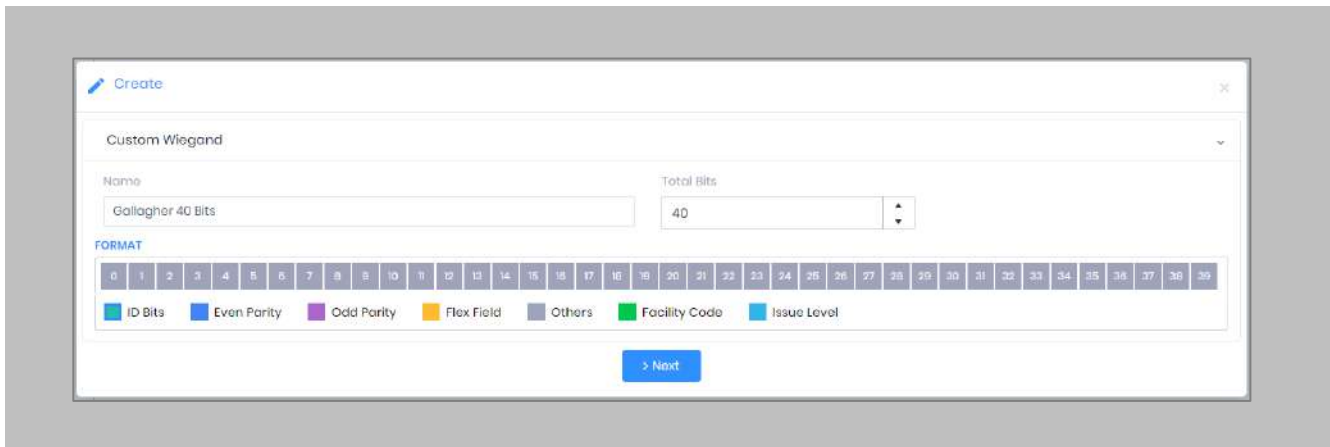 Create
Custom Wiegand
Name Total Bits
Gallagher 40 Bits 40
FORMAT
0 1 2 3 4 5 6 7 8 9 10 11 12 13 14 15 16 17 18 19 20 21 22 23 24 25 26 27 28 29 30 31 32 33 34 35 36 37 38 39
ID Bits Even Parity Odd Parity Flex Field Others Facility Code Issue Level
> Next